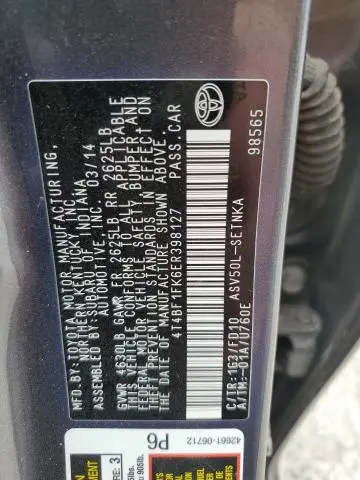 MFD. BY: TOYOTA MOTOR MANUFACTURING,
NORTHERN KENTUCKY, INC.
ASSEMBLED BY: SUBARU OF INDIANA
AUTOMOTIVE INC. 03/14
GVWR 4630LB GAWR FR 2625LB RR 2625LB
THIS VEHICLE CONFORMS TO ALL APPLICABLE
FEDERAL MOTOR VEHICLE SAFETY, BUMPER, AND
THEFT PREVENTION STANDARDS IN EFFECT ON
THE DATE OF MANUFACTURE SHOWN ABOVE.
4T4BF1FK6ER398127 PASS.CAR
98565
C/TR:1G3/FD10 ASV50L-SETNKA
A/TM:-01A/U760E
42661-06712
P6
3